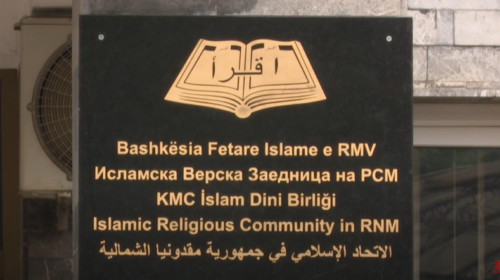 اقرأ
Bashkësia Fetare Islame e RMV
Исламска Верска Заедница на РСМ
KMC İslam Dini Birliği
Islamic Religious Community in RNM
الاتحاد الإسلامي في جمهورية مقدونيا الشمالية